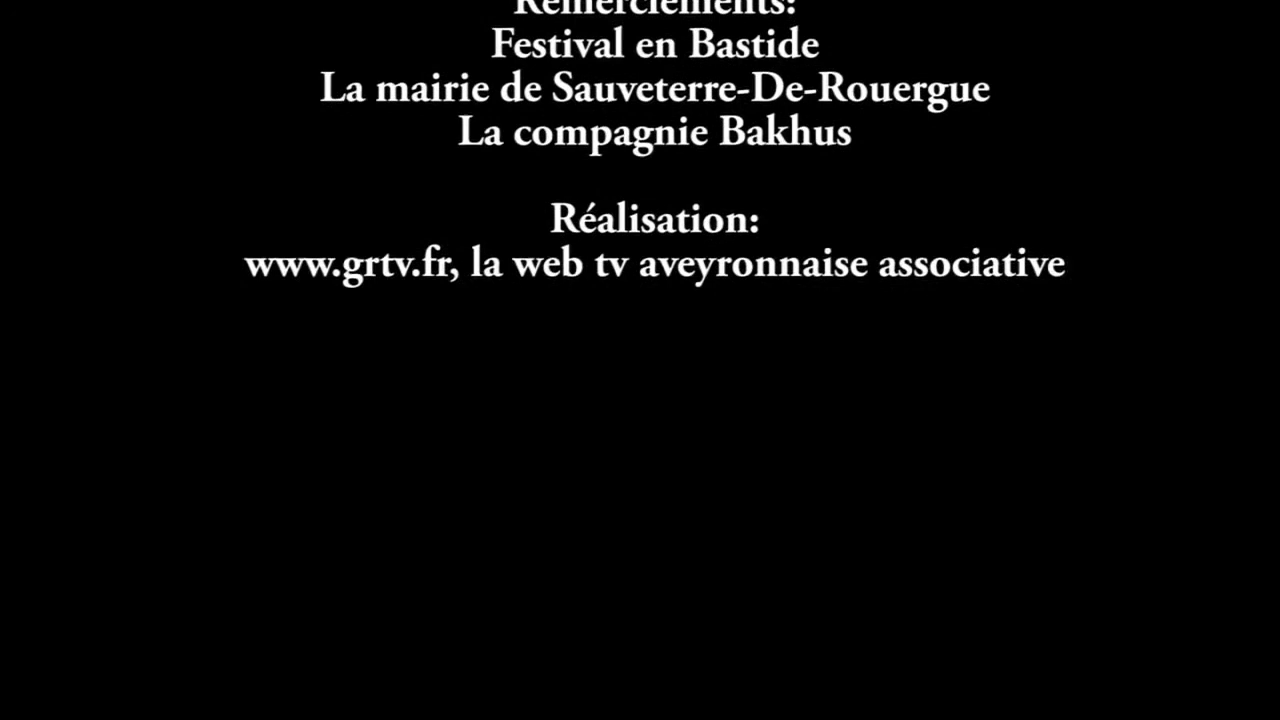 Remerciements:
Festival en Bastide
La mairie de Sauveterre-De-Rouergue
La compagnie Bakhus
Réalisation:
www.grtv.fr, la web tv aveyronnaise associative